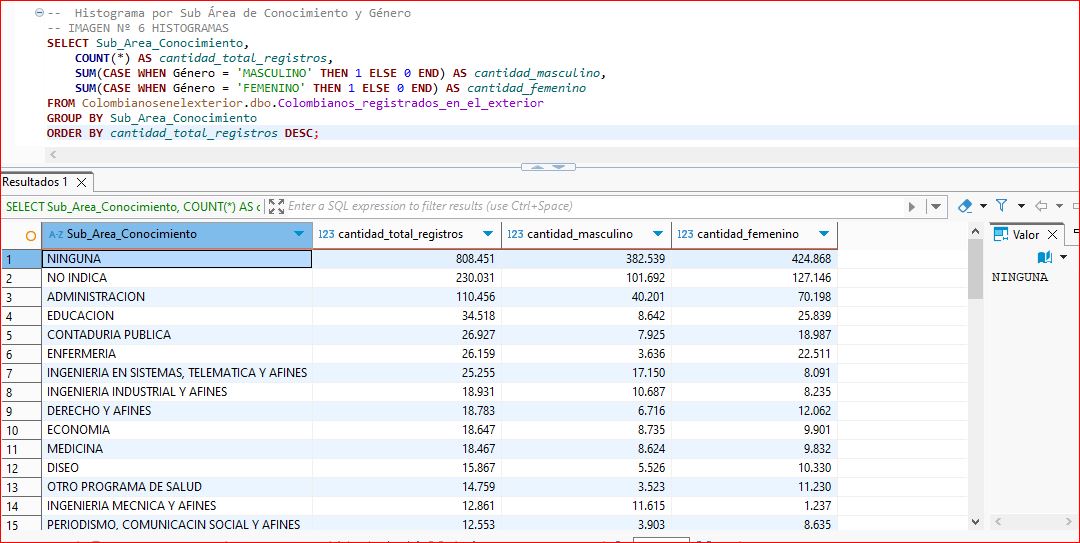 --  Histograma por Sub Área de Conocimiento y Género
-- IMAGEN Nº 6 HISTOGRAMAS
SELECT Sub_Area_Conocimiento,
COUNT(*) AS cantidad_total_registros,
SUM(CASE WHEN Género = 'MASCULINO' THEN 1 ELSE 0 END) AS cantidad_masculino,
SUM(CASE WHEN Género = 'FEMENINO' THEN 1 ELSE 0 END) AS cantidad_femenino
FROM Colombianosenelexterior.dbo.Colombianos_registrados_en_el_exterior
GROUP BY Sub_Area_Conocimiento
ORDER BY cantidad_total_registros DESC;
Resultados 1
SELECT Sub_Area_Conocimiento, COUNT(*) AS c Enter a SQL expression to filter results (use Ctrl+Space)
A-Z Sub_Area_Conocimiento 123 cantidad_total_registros 123 cantidad_masculino 123 cantidad_femenino
1 NINGUNA 808.451 382.539 424.868
2 NO INDICA 230.031 101.692 127.146
3 ADMINISTRACION 110.456 40.201 70.198
4 EDUCACION 34.518 8.642 25.839
5 CONTADURIA PUBLICA 26.927 7.925 18.987
6 ENFERMERIA 26.159 3.636 22.511
7 INGENIERIA EN SISTEMAS, TELEMATICA Y AFINES 25.255 17.150 8.091
8 INGENIERIA INDUSTRIAL Y AFINES 18.931 10.687 8.235
9 DERECHO Y AFINES 18.783 6.716 12.062
10 ECONOMIA 18.647 8.735 9.901
11 MEDICINA 18.467 8.624 9.832
12 DISEO 15.867 5.526 10.330
13 OTRO PROGRAMA DE SALUD 14.759 3.523 11.230
14 INGENIERIA MECNICA Y AFINES 12.861 11.615 1.237
15 PERIODISMO, COMUNICACIN SOCIAL Y AFINES 12.553 3.903 8.635
Valor
NINGUNA